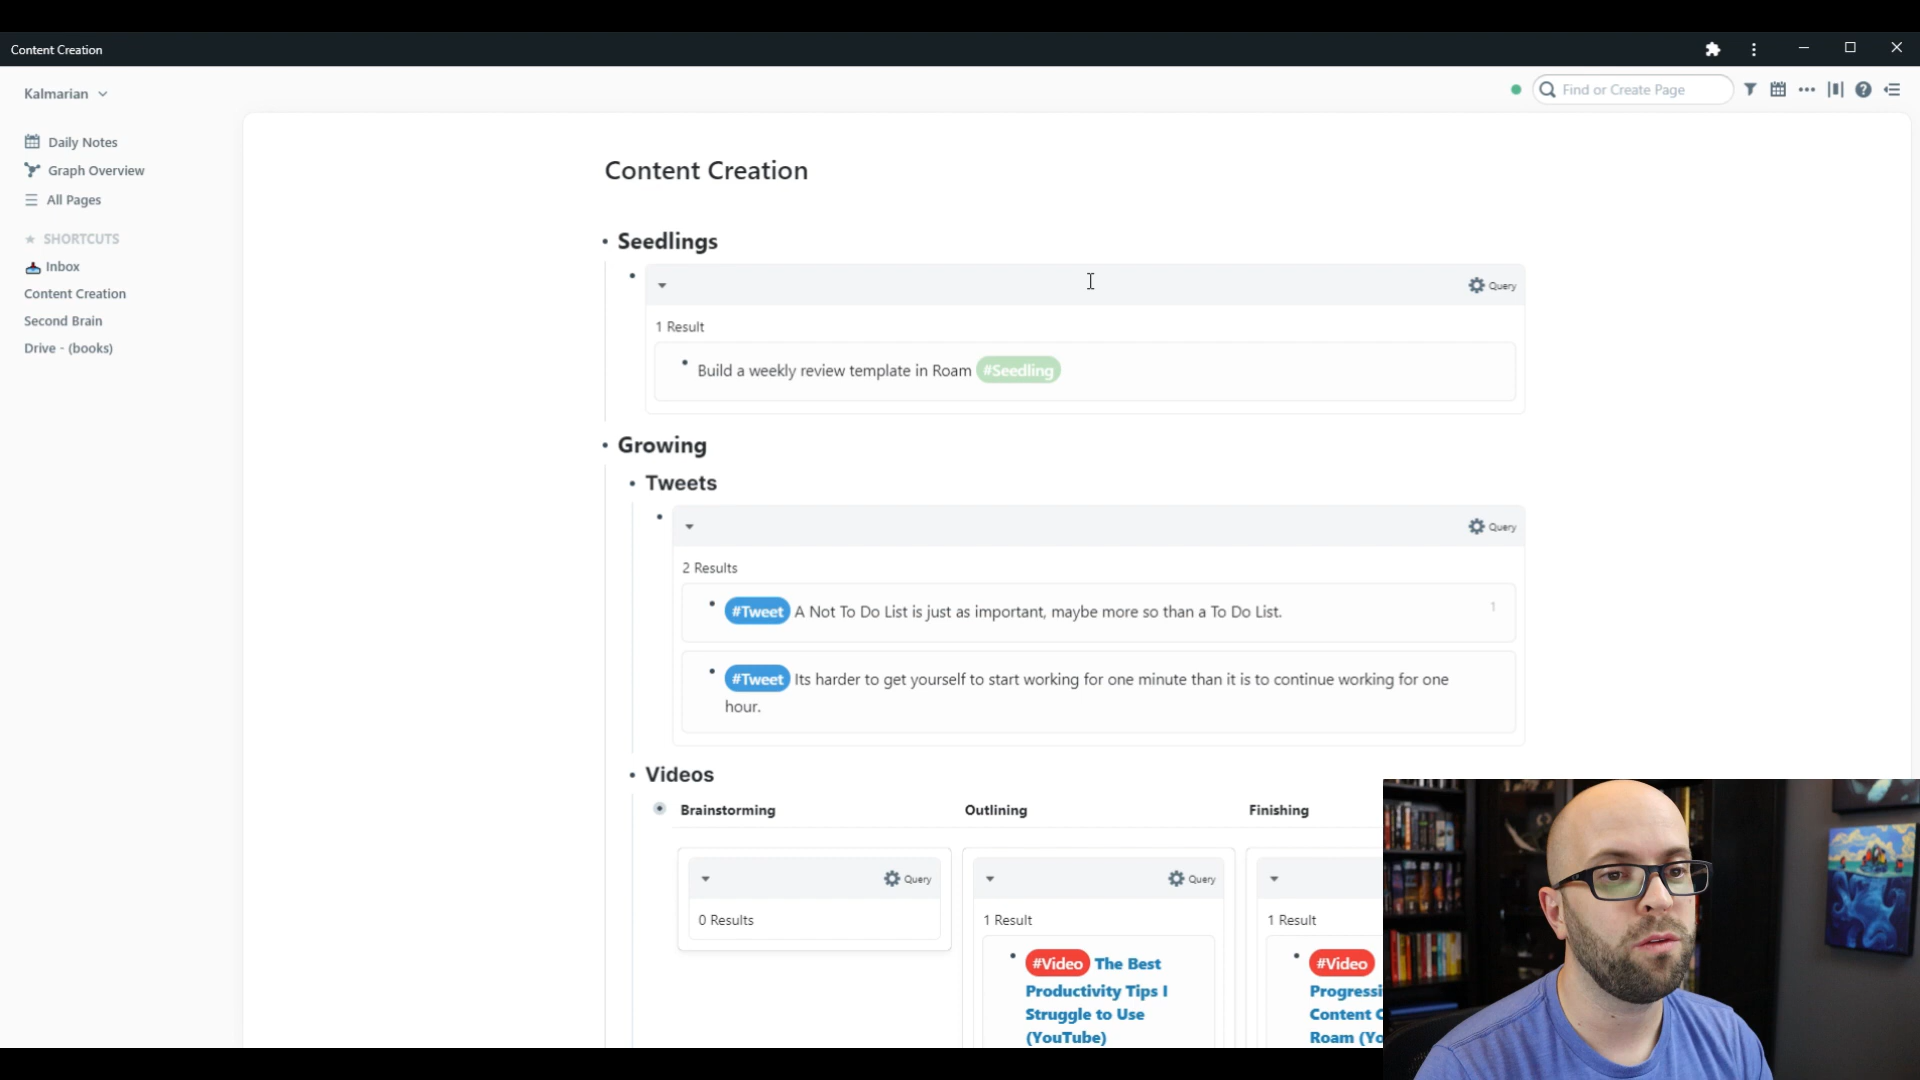 Content Creation
Kalmarian
Find or Create Page
Daily Notes
Graph Overview
All Pages
SHORTCUTS
Inbox
Content Creation
Second Brain
Drive - (books)
Content Creation
Seedlings
Query
1 Result
Build a weekly review template in Roam #Seedling
Growing
Tweets
Query
2 Results
#Tweet A Not To Do List is just as important, maybe more so than a To Do List.
1
#Tweet Its harder to get yourself to start working for one minute than it is to continue working for one
hour.
Videos
Brainstorming
Outlining
Finishing
Query
Query
0 Results
1 Result
1 Result
#Video The Best
Productivity Tips I
Struggle to Use
(YouTube)
#Video
Progressi
Content C
Roam (Yo